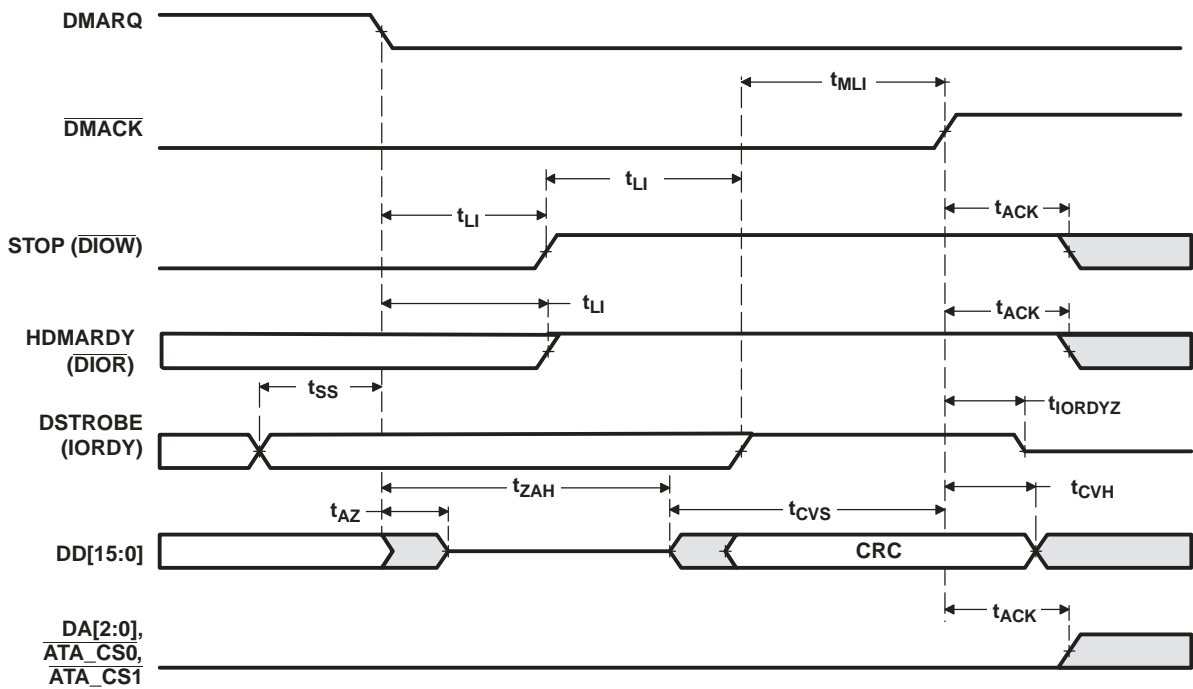 DMARQ
tMLI
DMACK
tLI
tLI
tACK
STOP (DIOW)
tLI
tACK
HDMARDY
(DIOR)
tSS
tIORDYZ
DSTROBE
(IORDY)
tZAH
tCVH
tAZ
tCVS
DD[15:0]
CRC
tACK
DA[2:0],
ATA_CS0,
ATA_CS1